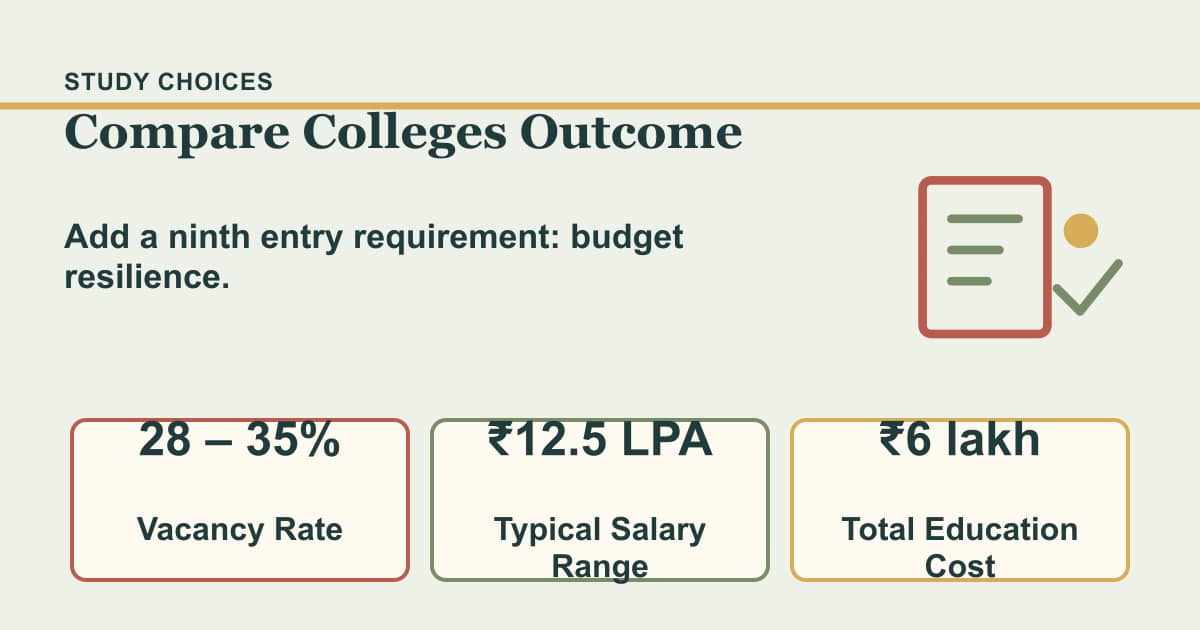 STUDY CHOICES
Compare Colleges Outcome
Add a ninth entry requirement: budget
resilience.
28 – 35%
Vacancy Rate
₹12.5 LPA
Typical Salary
Range
₹6 lakh
Total Education
Cost